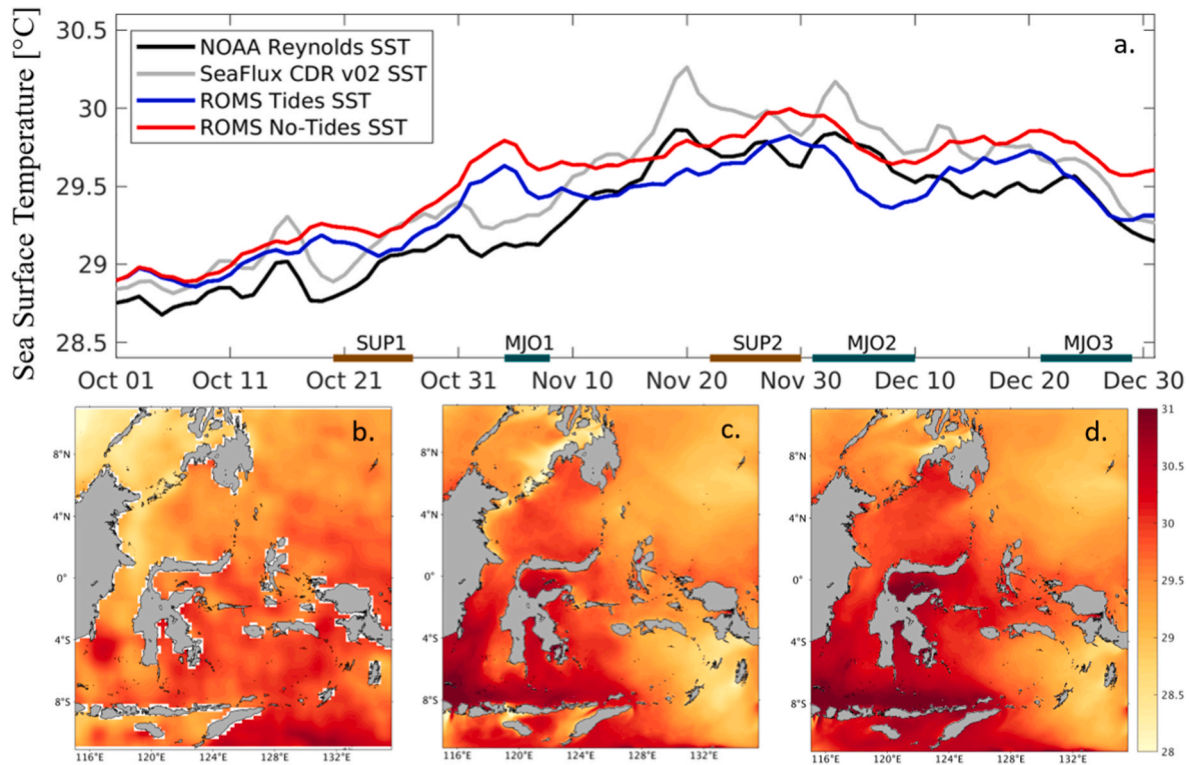 Sea Surface Temperature [°C]
30.5
30
29.5
29
28.5
NOAA Reynolds SST
SeaFlux CDR v02 SST
ROMS Tides SST
ROMS No-Tides SST
a.
SUP1
MJO1
SUP2
MJO2
MJO3
Oct 01
Oct 11
Oct 21
Oct 31
Nov 10
Nov 20
Nov 30
Dec 10
Dec 20
Dec 30
b.
8°N
4°N
0°
4°S
8°S
116°E
120°E
124°E
128°E
132°E
c.
8°N
4°N
0°
4°S
8°S
116°E
120°E
124°E
128°E
132°E
d.
8°N
4°N
0°
4°S
8°S
116°E
120°E
124°E
128°E
132°E
31
30.5
30
29.5
29
28.5
28